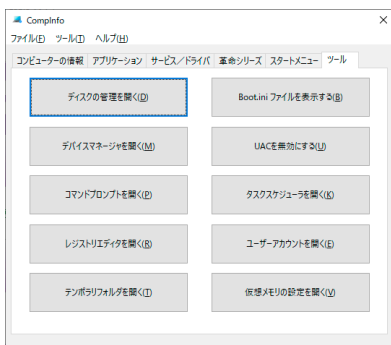 CompInfo
ファイル(F) ツール(T) ヘルプ(H)
コンピューターの情報 アプリケーション サービス／ドライバ 革命シリーズ スタートメニュー ツール
ディスクの管理を開く(D) Boot.ini ファイルを表示する(B)
デバイスマネージャを開く(M) UACを無効にする(U)
コマンドプロンプトを開く(P) タスクスケジューラを開く(K)
レジストリエディタを開く(R) ユーザーアカウントを開く(E)
テンポラリフォルダを開く(T) 仮想メモリの設定を開く(V)